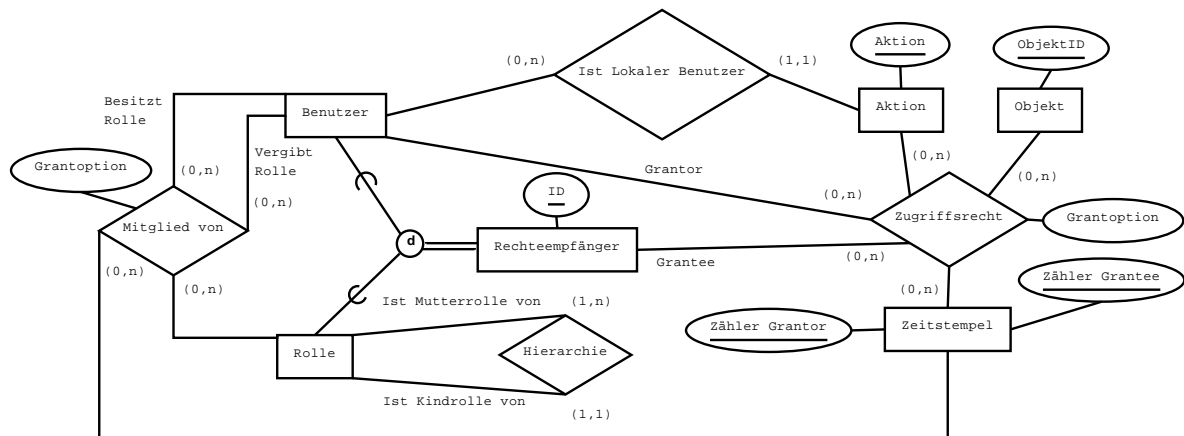 Aktion
ObjektID
(0,n)
Ist Lokaler Benutzer
(1,1)
Besitzt
Rolle
Benutzer
Aktion
Objekt
Grantoption
Vergibt
Rolle
(0,n)
(0,n)
Grantor
(0,n)
(0,n)
(0,n)
ID
Mitglied von
Zugriffsrecht
Grantoption
d
Rechteempfänger
Grantee
(0,n)
(0,n)
(0,n)
(0,n)
Zähler Grantee
Ist Mutterrolle von
(1,n)
Zähler Grantor
Zeitstempel
Rolle
Hierarchie
Ist Kindrolle von
(1,1)